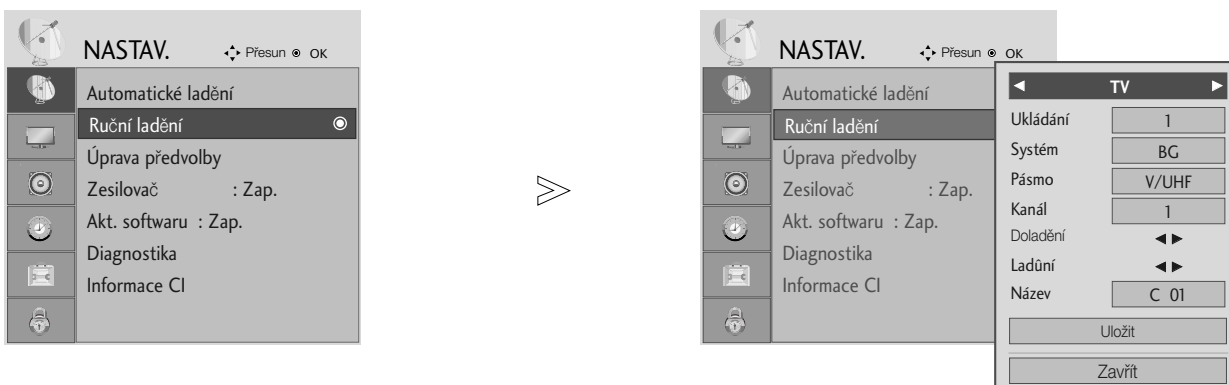 NASTAV. Přesun OK
Automatické ladění
Ruční ladění
Úprava předvolby
Zesilovač : Zap.
Akt. softwaru : Zap.
Diagnostika
Informace CI
NASTAV. Přesun OK
Automatické ladění
Ruční ladění
Úprava předvolby
Zesilovač : Zap.
Akt. softwaru : Zap.
Diagnostika
Informace CI
TV
Ukládání 1
Systém BG
Pásmo V/UHF
Kanál 1
Doladění
Ladûní
Název C 01
Uložit
Zavřít